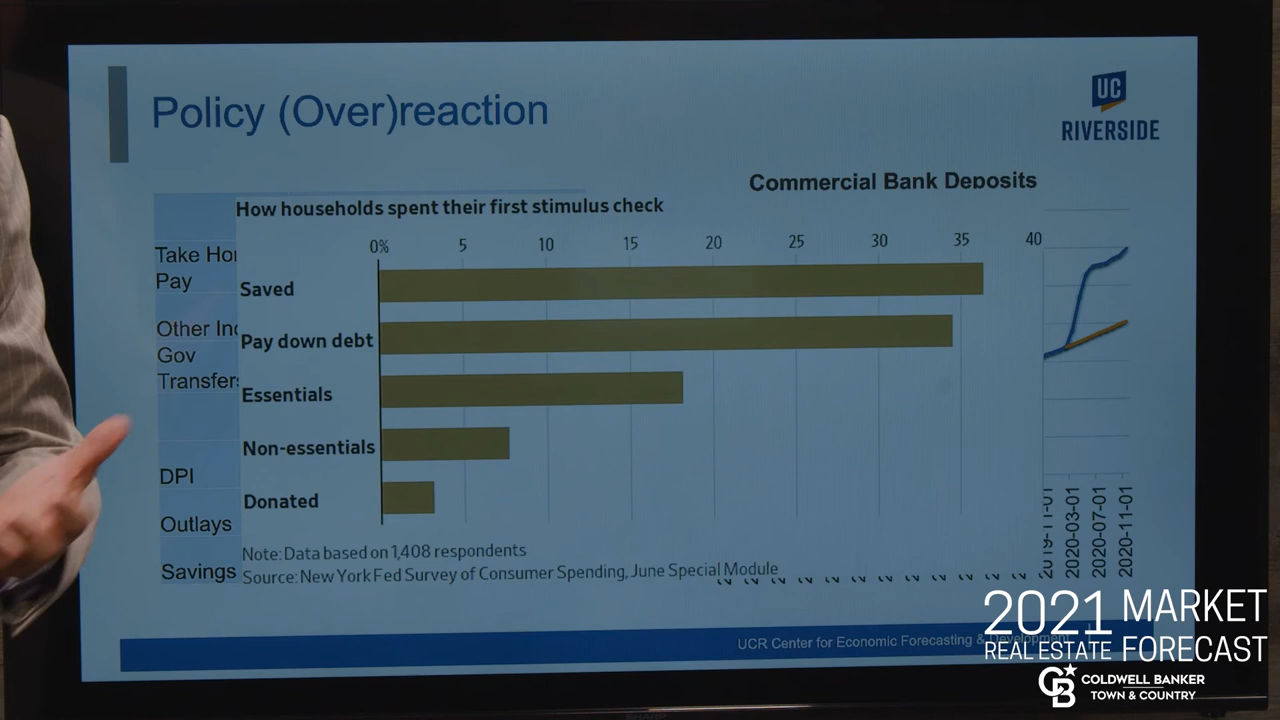 Policy (Over)reaction
UC
RIVERSIDE
Commercial Bank Deposits
How households spent their first stimulus check
0% 5 10 15 20 25 30 35 40
Take
Pay
Saved
Other
Gov
Pay down debt
Essentials
Non-essentials
DPI
Donated
Outlays
Savings
2020-03-01
2020-07-01
2020-11-01
Note: Data based on 1,408 respondents
Source: New York Fed Survey of Consumer Spending, June Special Module
UCR Center for Economic Forecasting & Development
2021 MARKET
REAL ESTATE FORECAST
CB COLDWELL BANKER
TOWN & COUNTRY